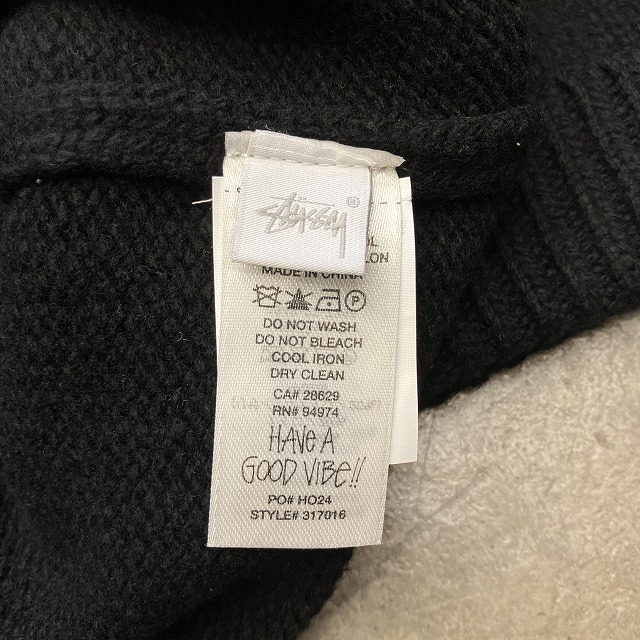 STÜSSY ®
MADE IN CHINA
DO NOT WASH
DO NOT BLEACH
COOL IRON
DRY CLEAN
CA# 28629
RN# 94974
HAVE A
GOOD VIBE!!
PO# HO24
STYLE# 317016